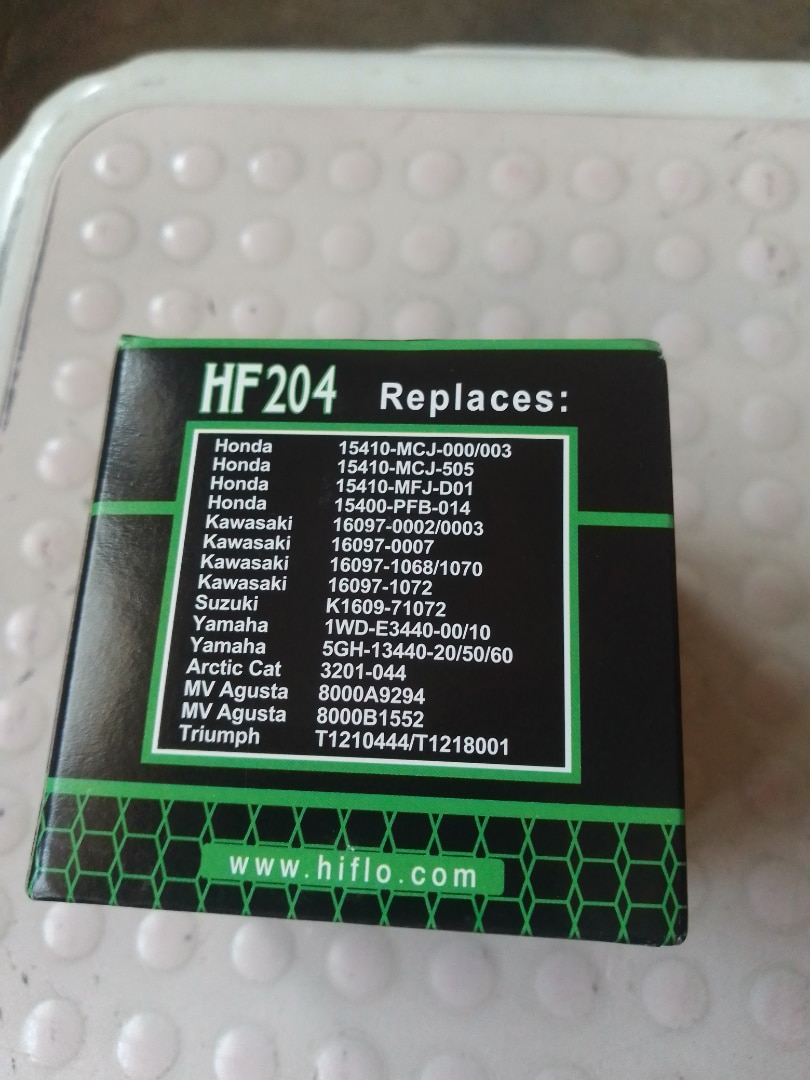 HF204 Replaces:
Honda 15410-MCJ-000/003
Honda 15410-MCJ-505
Honda 15410-MFJ-D01
Honda 15400-PFB-014
Kawasaki 16097-0002/0003
Kawasaki 16097-0007
Kawasaki 16097-1068/1070
Kawasaki 16097-1072
Suzuki K1609-71072
Yamaha 1WD-E3440-00/10
Yamaha 5GH-13440-20/50/60
Arctic Cat 3201-044
MV Agusta 8000A9294
MV Agusta 8000B1552
Triumph T1210444/T1218001
www.hiflo.com